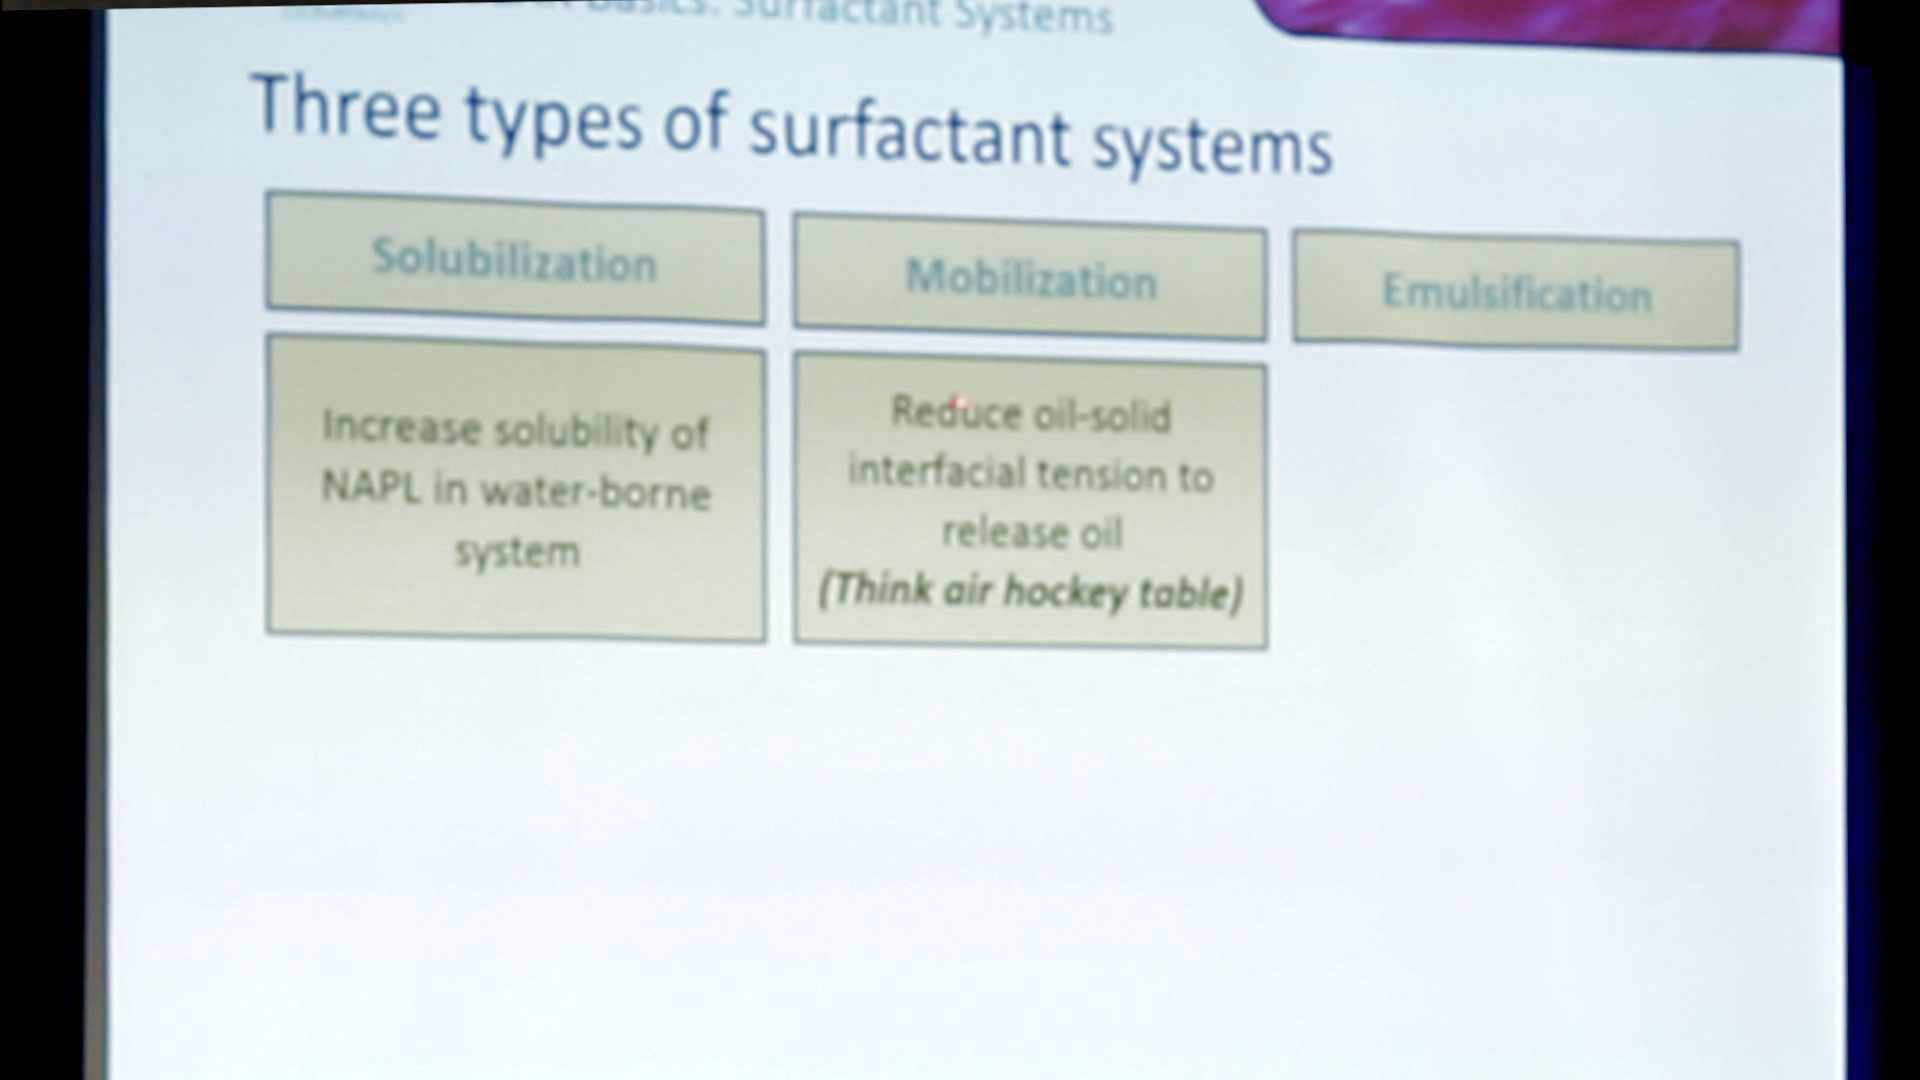 Basics: Surfactant Systems
Three types of surfactant systems
Solubilization
Mobilization
Emulsification
Increase solubility of
NAPL in water-borne
system
Reduce oil-solid
interfacial tension to
release oil
(Think air hockey table)